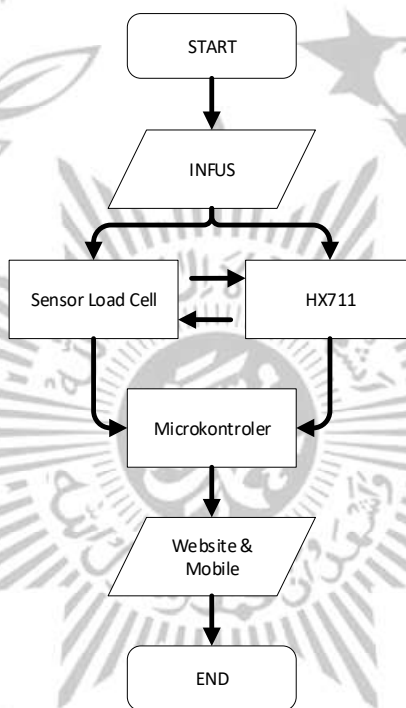 START
INFUS
Sensor Load Cell
HX711
Microkontroler
Website &
Mobile
END